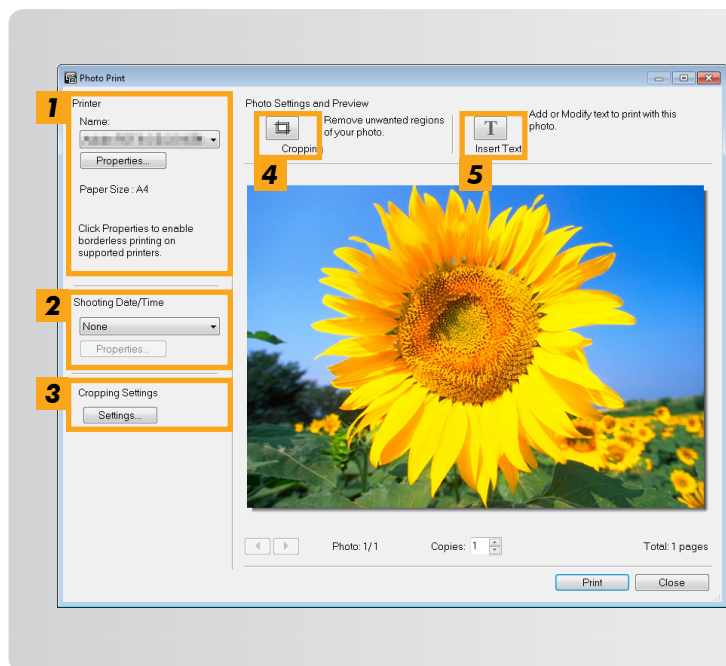 Photo Print
1
Printer
Name:
Properties...
Paper Size : A4
Click Properties to enable
borderless printing on
supported printers.
2
Shooting Date/Time
None
Properties...
3
Cropping Settings
Settings...
Photo Settings and Preview
Cropping
Remove unwanted regions
of your photo.
4
T
Insert Text
Add or Modify text to print with this
photo.
5
Photo: 1/1
Copies: 1
Total: 1 pages
Print
Close